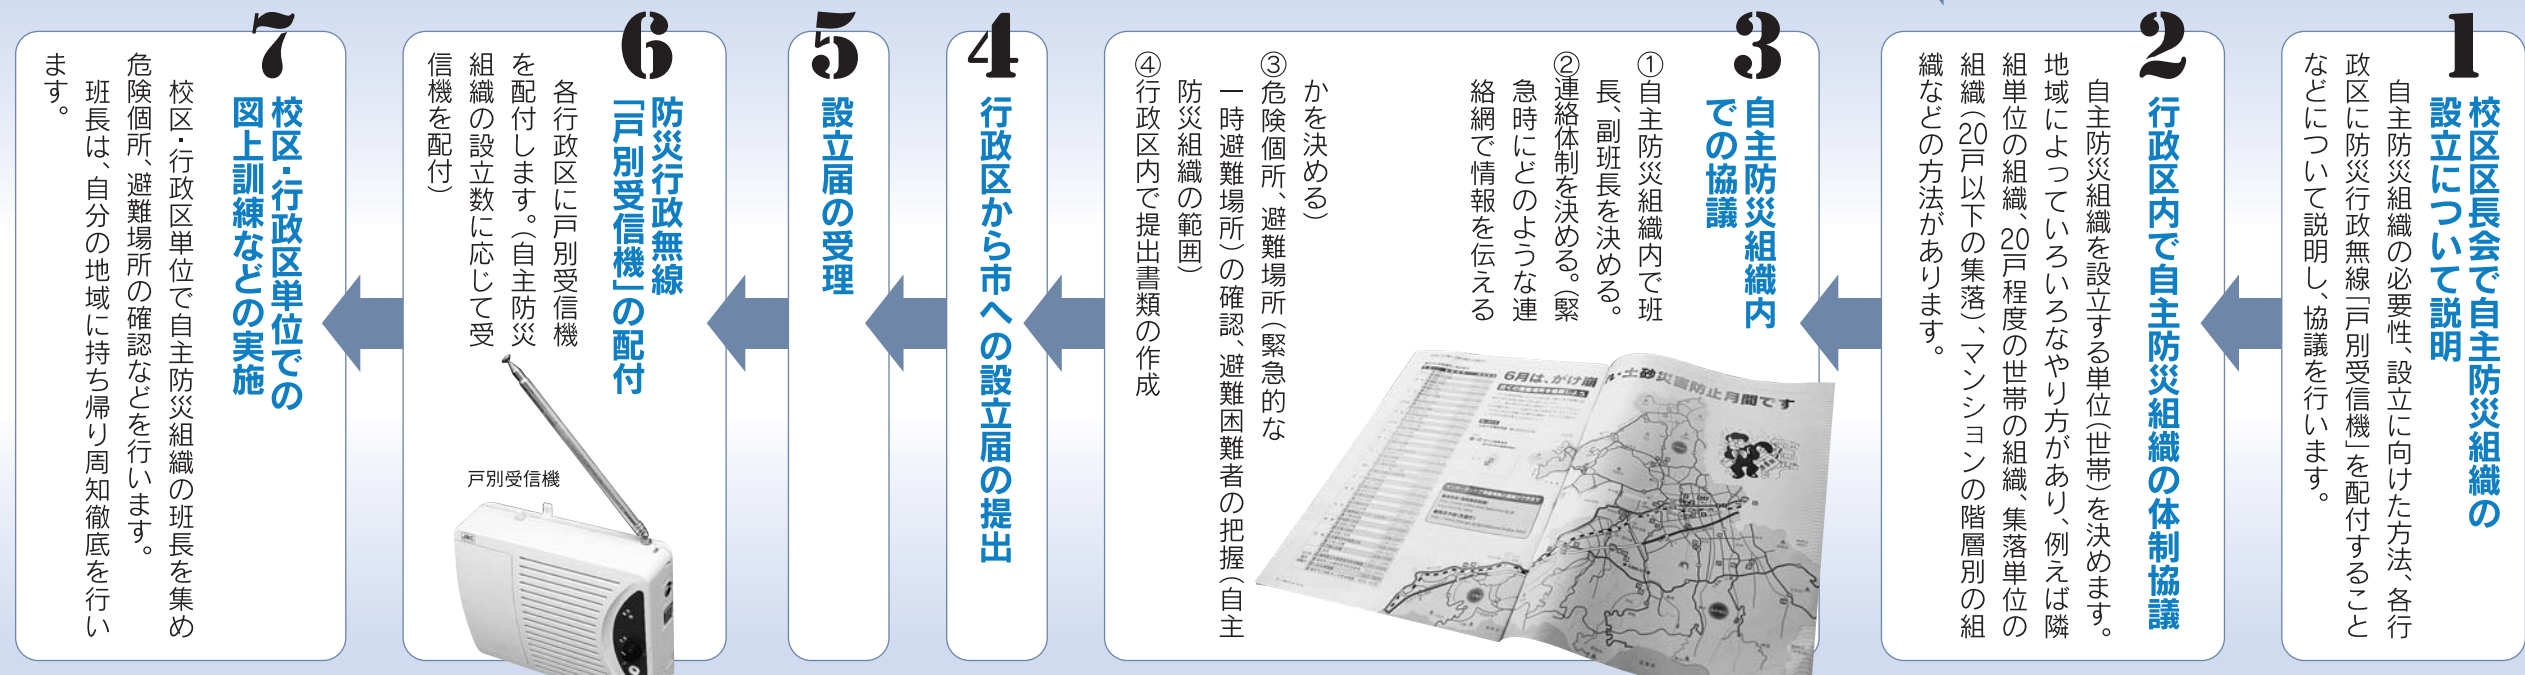 1
校区区長会で自主防災組織の
設立について説明
自主防災組織の必要性、設立に向けた方法、各行
政区に防災行政無線「戸別受信機」を配付すること
などについて説明し、協議を行います。
2
行政区内で自主防災組織の体制協議
自主防災組織を設立する単位（世帯）を決めます。
地域によっていろいろなやり方があり、例えば隣
組単位の組織、20戸程度の世帯の組織、集落単位の
組織（20戸以下の集落）、マンションの階層別の組
織などの方法があります。
3
自主防災組織内
での協議
①自主防災組織内で班
長、副班長を決める。
②連絡体制を決める。（緊
急時にどのような連
絡網で情報を伝える
かを決める）
③危険個所、避難場所（緊急的な
一時避難場所）の確認、避難困難者の把握（自主
防災組織の範囲）
④行政区内で提出書類の作成
6月は、がけ崩
れ・土砂災害防止月間です
4
行政区から市への設立届の提出
5
設立届の受理
6
防災行政無線
「戸別受信機」の配付
各行政区に戸別受信機
を配付します。（自主防災
組織の設立数に応じて受
信機を配付）
戸別受信機
7
校区・行政区単位での
図上訓練などの実施
校区・行政区単位で自主防災組織の班長を集め
危険個所、避難場所の確認などを行います。
班長は、自分の地域に持ち帰り周知徹底を行い
ます。